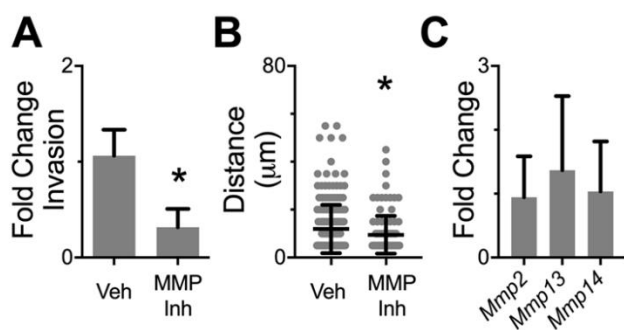 A
Fold Change
Invasion
2
1
0
*
Veh
MMP
Inh
B
Distance
(μm)
80
0
*
Veh
MMP
Inh
C
Fold Change
3
0
Mmp2
Mmp13
Mmp14